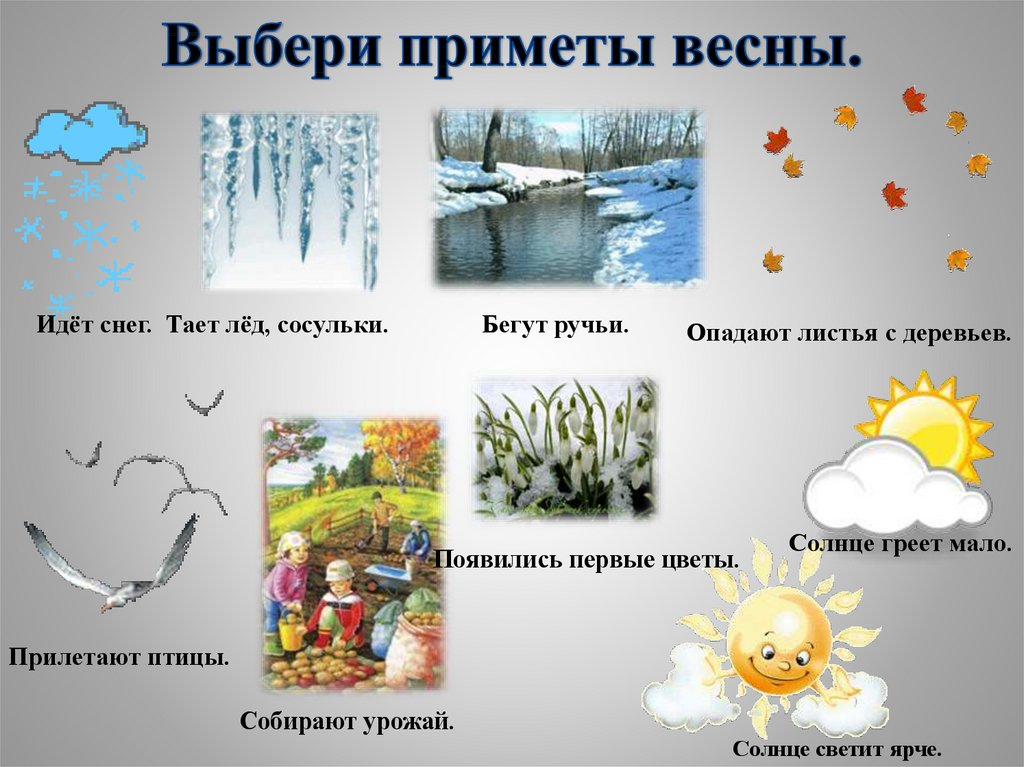 Выбери приметы весны.
Идёт снег.
Тает лёд, сосульки.
Бегут ручьи.
Опадают листья с деревьев.
Солнце греет мало.
Появились первые цветы.
Прилетают птицы.
Собирают урожай.
Солнце светит ярче.